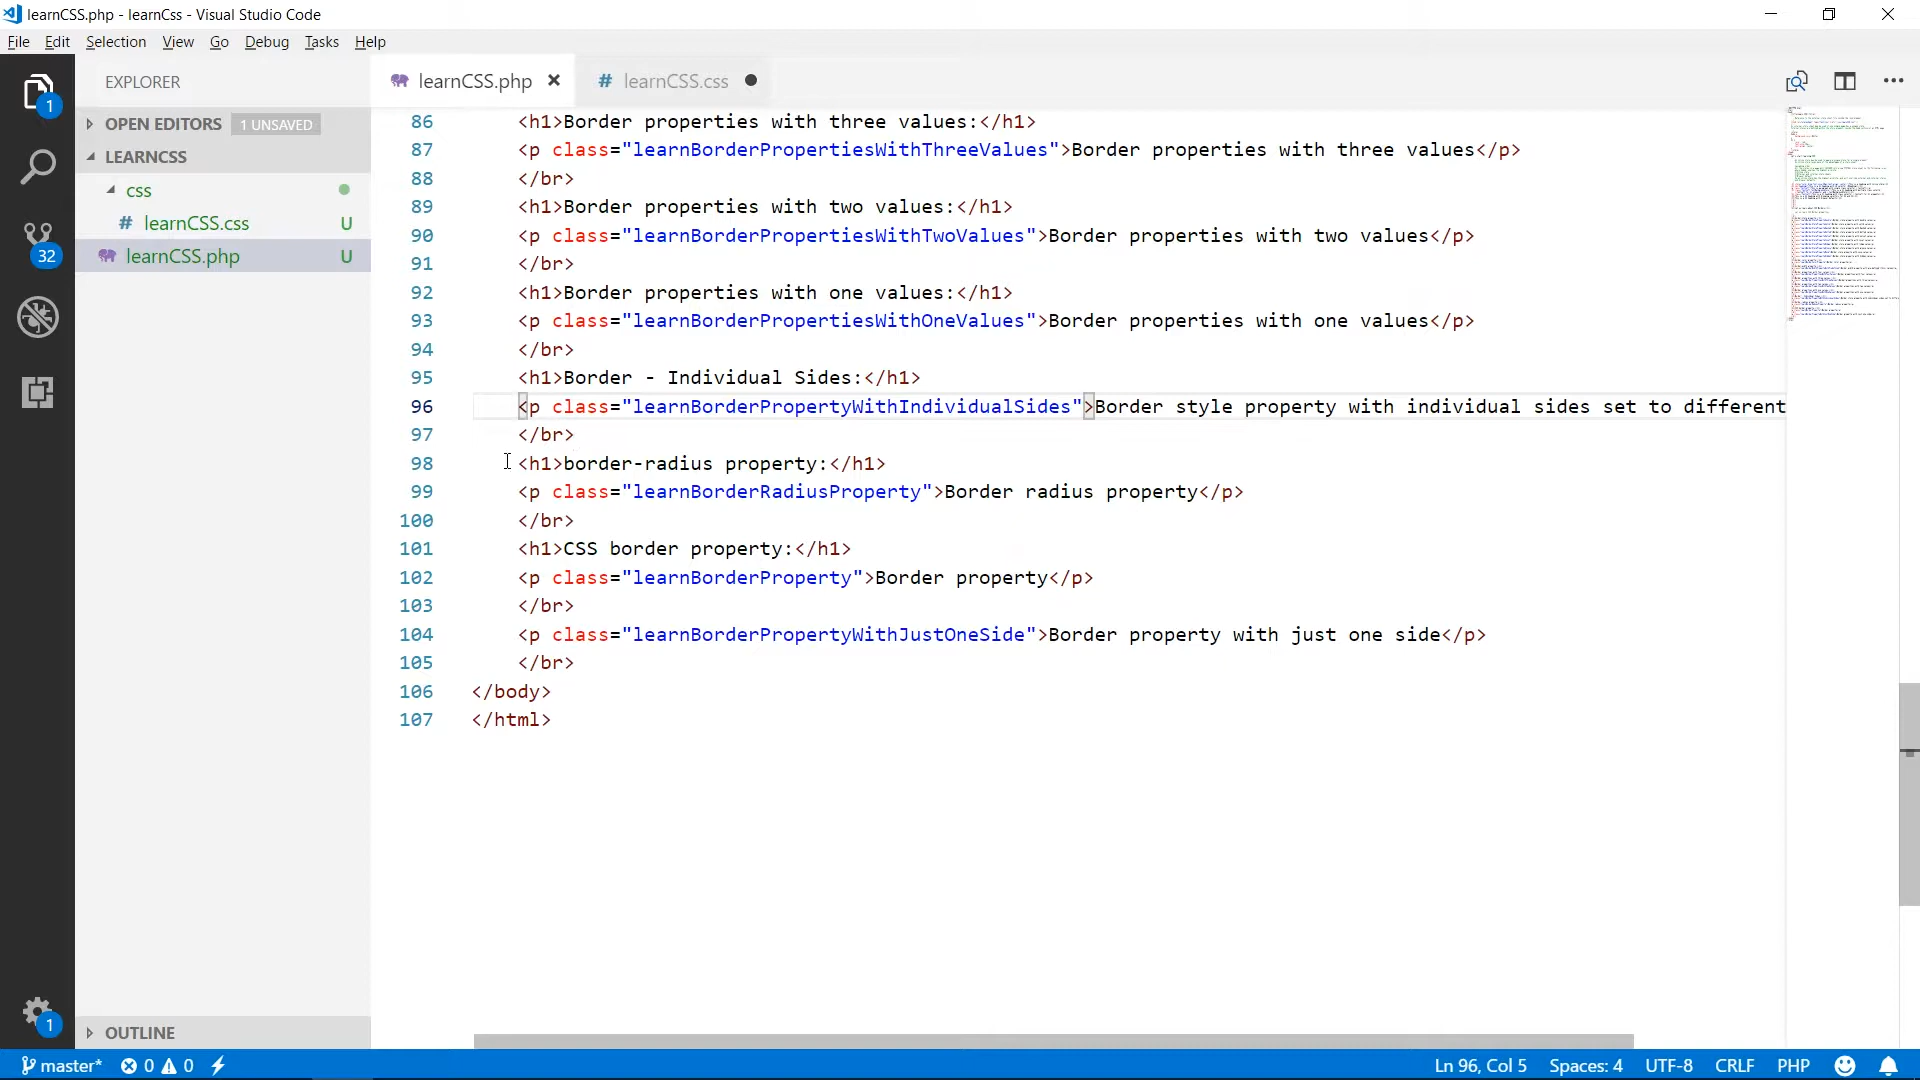 learnCSS.php - learnCss - Visual Studio Code
File Edit Selection View Go Debug Tasks Help
EXPLORER
learnCSS.php
# learnCSS.css
1
OPEN EDITORS 1 UNSAVED
LEARNCSS
css
# learnCSS.css U
learnCSS.php U
32
86 <h1>Border properties with three values:</h1>
87 <p class="learnBorderPropertiesWithThreeValues">Border properties with three values</p>
88 </br>
89 <h1>Border properties with two values:</h1>
90 <p class="learnBorderPropertiesWithTwoValues">Border properties with two values</p>
91 </br>
92 <h1>Border properties with one values:</h1>
93 <p class="learnBorderPropertiesWithOneValues">Border properties with one values</p>
94 </br>
95 <h1>Border - Individual Sides:</h1>
96 <p class="learnBorderPropertyWithIndividualSides">Border style property with individual sides set to different
97 </br>
98 <h1>border-radius property:</h1>
99 <p class="learnBorderRadiusProperty">Border radius property</p>
100 </br>
101 <h1>CSS border property:</h1>
102 <p class="learnBorderProperty">Border property</p>
103 </br>
104 <p class="learnBorderPropertyWithJustOneSide">Border property with just one side</p>
105 </br>
106 </body>
107 </html>
1
OUTLINE
master* 0 0 Ln 96, Col 5 Spaces: 4 UTF-8 CRLF PHP